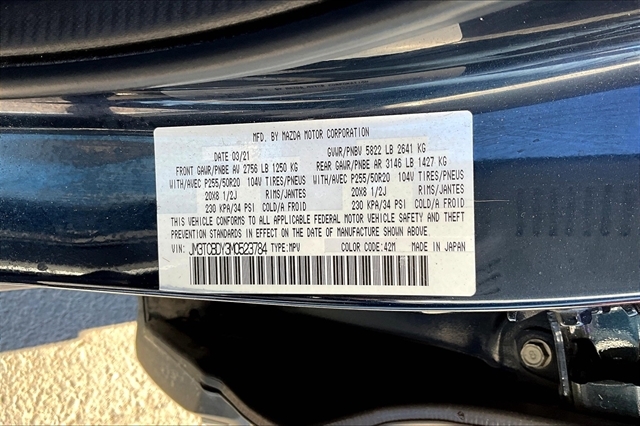 MFD. BY MAZDA MOTOR CORPORATION
DATE 03/21 GVWR/PNBV 5822 LB 2641 KG
FRONT GAWR/PNBE AV 2756 LB 1250 KG REAR GAWR/PNBE AR 3146 LB 1427 KG
WITH/AVEC P255/50R20 104V TIRES/PNEUS WITH/AVEC P255/50R20 104V TIRES/PNEUS
20X8 1/2J RIMS/JANTES 20X8 1/2J RIMS/JANTES
230 KPA/34 PSI COLD/A FROID 230 KPA/34 PSI COLD/A FROID
THIS VEHICLE CONFORMS TO ALL APPLICABLE FEDERAL MOTOR VEHICLE SAFETY AND THEFT
PREVENTION STANDARDS IN EFFECT ON THE DATE OF MANUFACTURE SHOWN ABOVE.
VIN: JM3TCBDY3M0523784 TYPE:MPV COLOR CODE:42M MADE IN JAPAN